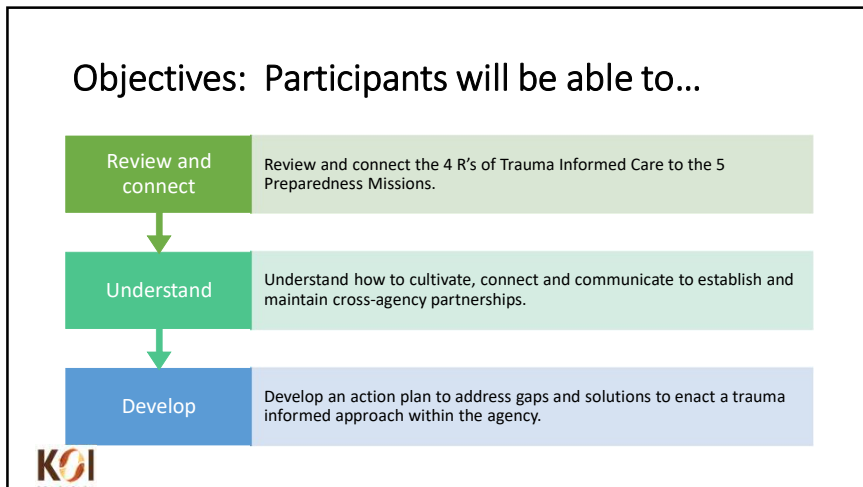 Objectives: Participants will be able to…
Review and
connect
Review and connect the 4 R's of Trauma Informed Care to the 5
Preparedness Missions.
Understand
Understand how to cultivate, connect and communicate to establish and
maintain cross-agency partnerships.
Develop
Develop an action plan to address gaps and solutions to enact a trauma
informed approach within the agency.
KOI